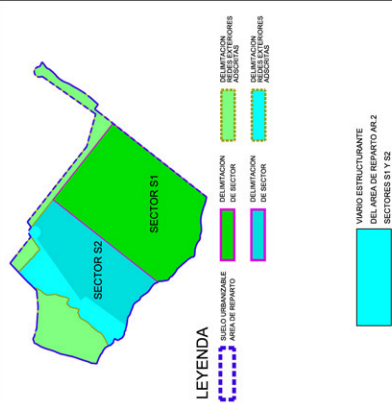 SECTOR S1
SECTOR S2
LEYENDA
SUELO URBANIZABLE
AREA DE REPARTO
DELIMITACION
DE SECTOR
DELIMITACION
DE SECTOR
DELIMITACION
REDES EXTERIORES
ADSCRITAS
DELIMITACION
REDES EXTERIORES
ADSCRITAS
VIARIO ESTRUCTURANTE
DEL AREA DE REPARTO AR.2
SECTORES S1 Y S2